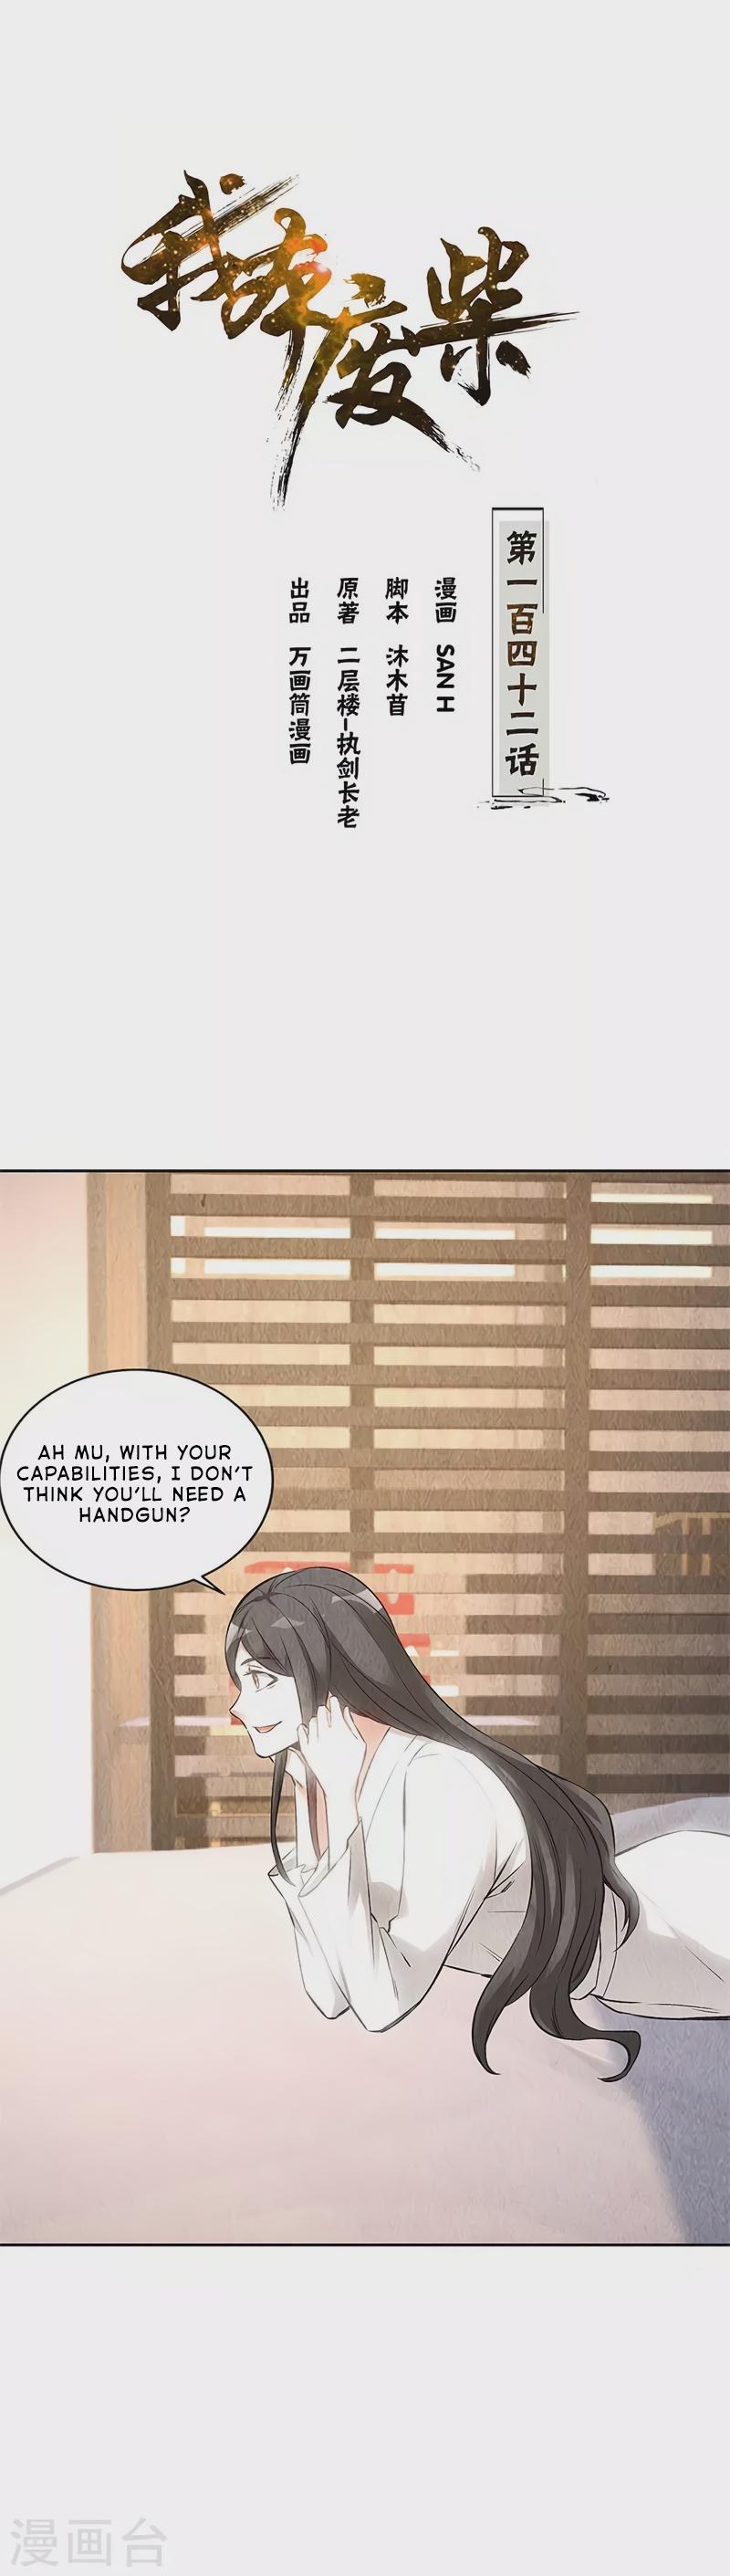 我本废柴
第一百四十二话
漫画 SAN H
脚本 沐木苜
原著 二层楼-执剑长老
出品 万画筒漫画
AH MU, WITH YOUR
CAPABILITIES, I DON'T
THINK YOU'LL NEED A
HANDGUN?
漫画台